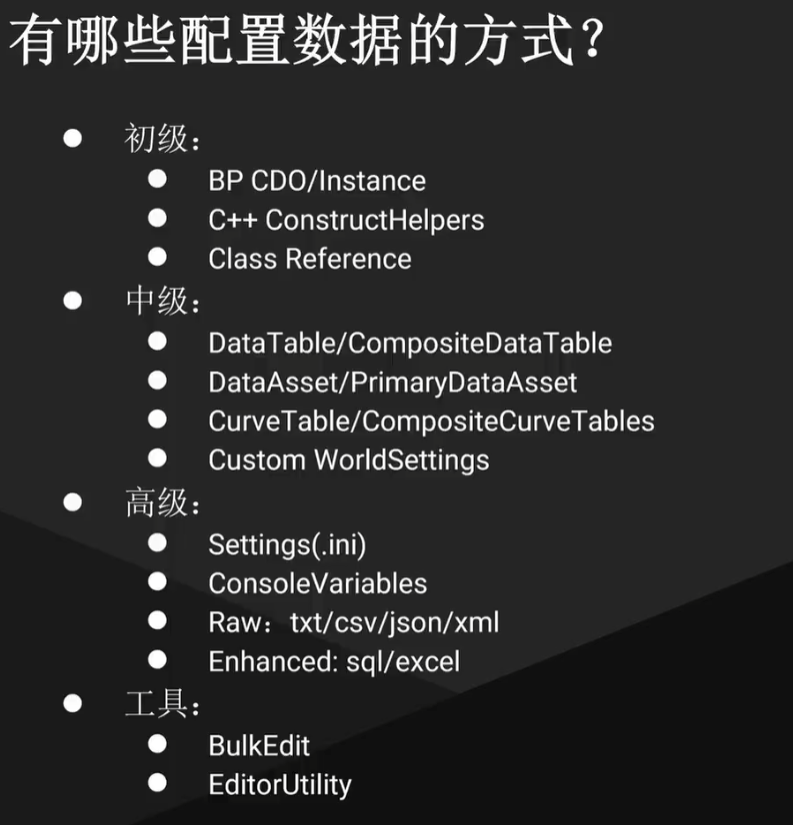 有哪些配置数据的方式？
初级：
BP CDO/Instance
C++ ConstructHelpers
Class Reference
中级：
DataTable/CompositeDataTable
DataAsset/PrimaryDataAsset
CurveTable/CompositeCurveTables
Custom WorldSettings
高级：
Settings(.ini)
ConsoleVariables
Raw：txt/csv/json/xml
Enhanced: sql/excel
工具：
BulkEdit
EditorUtility